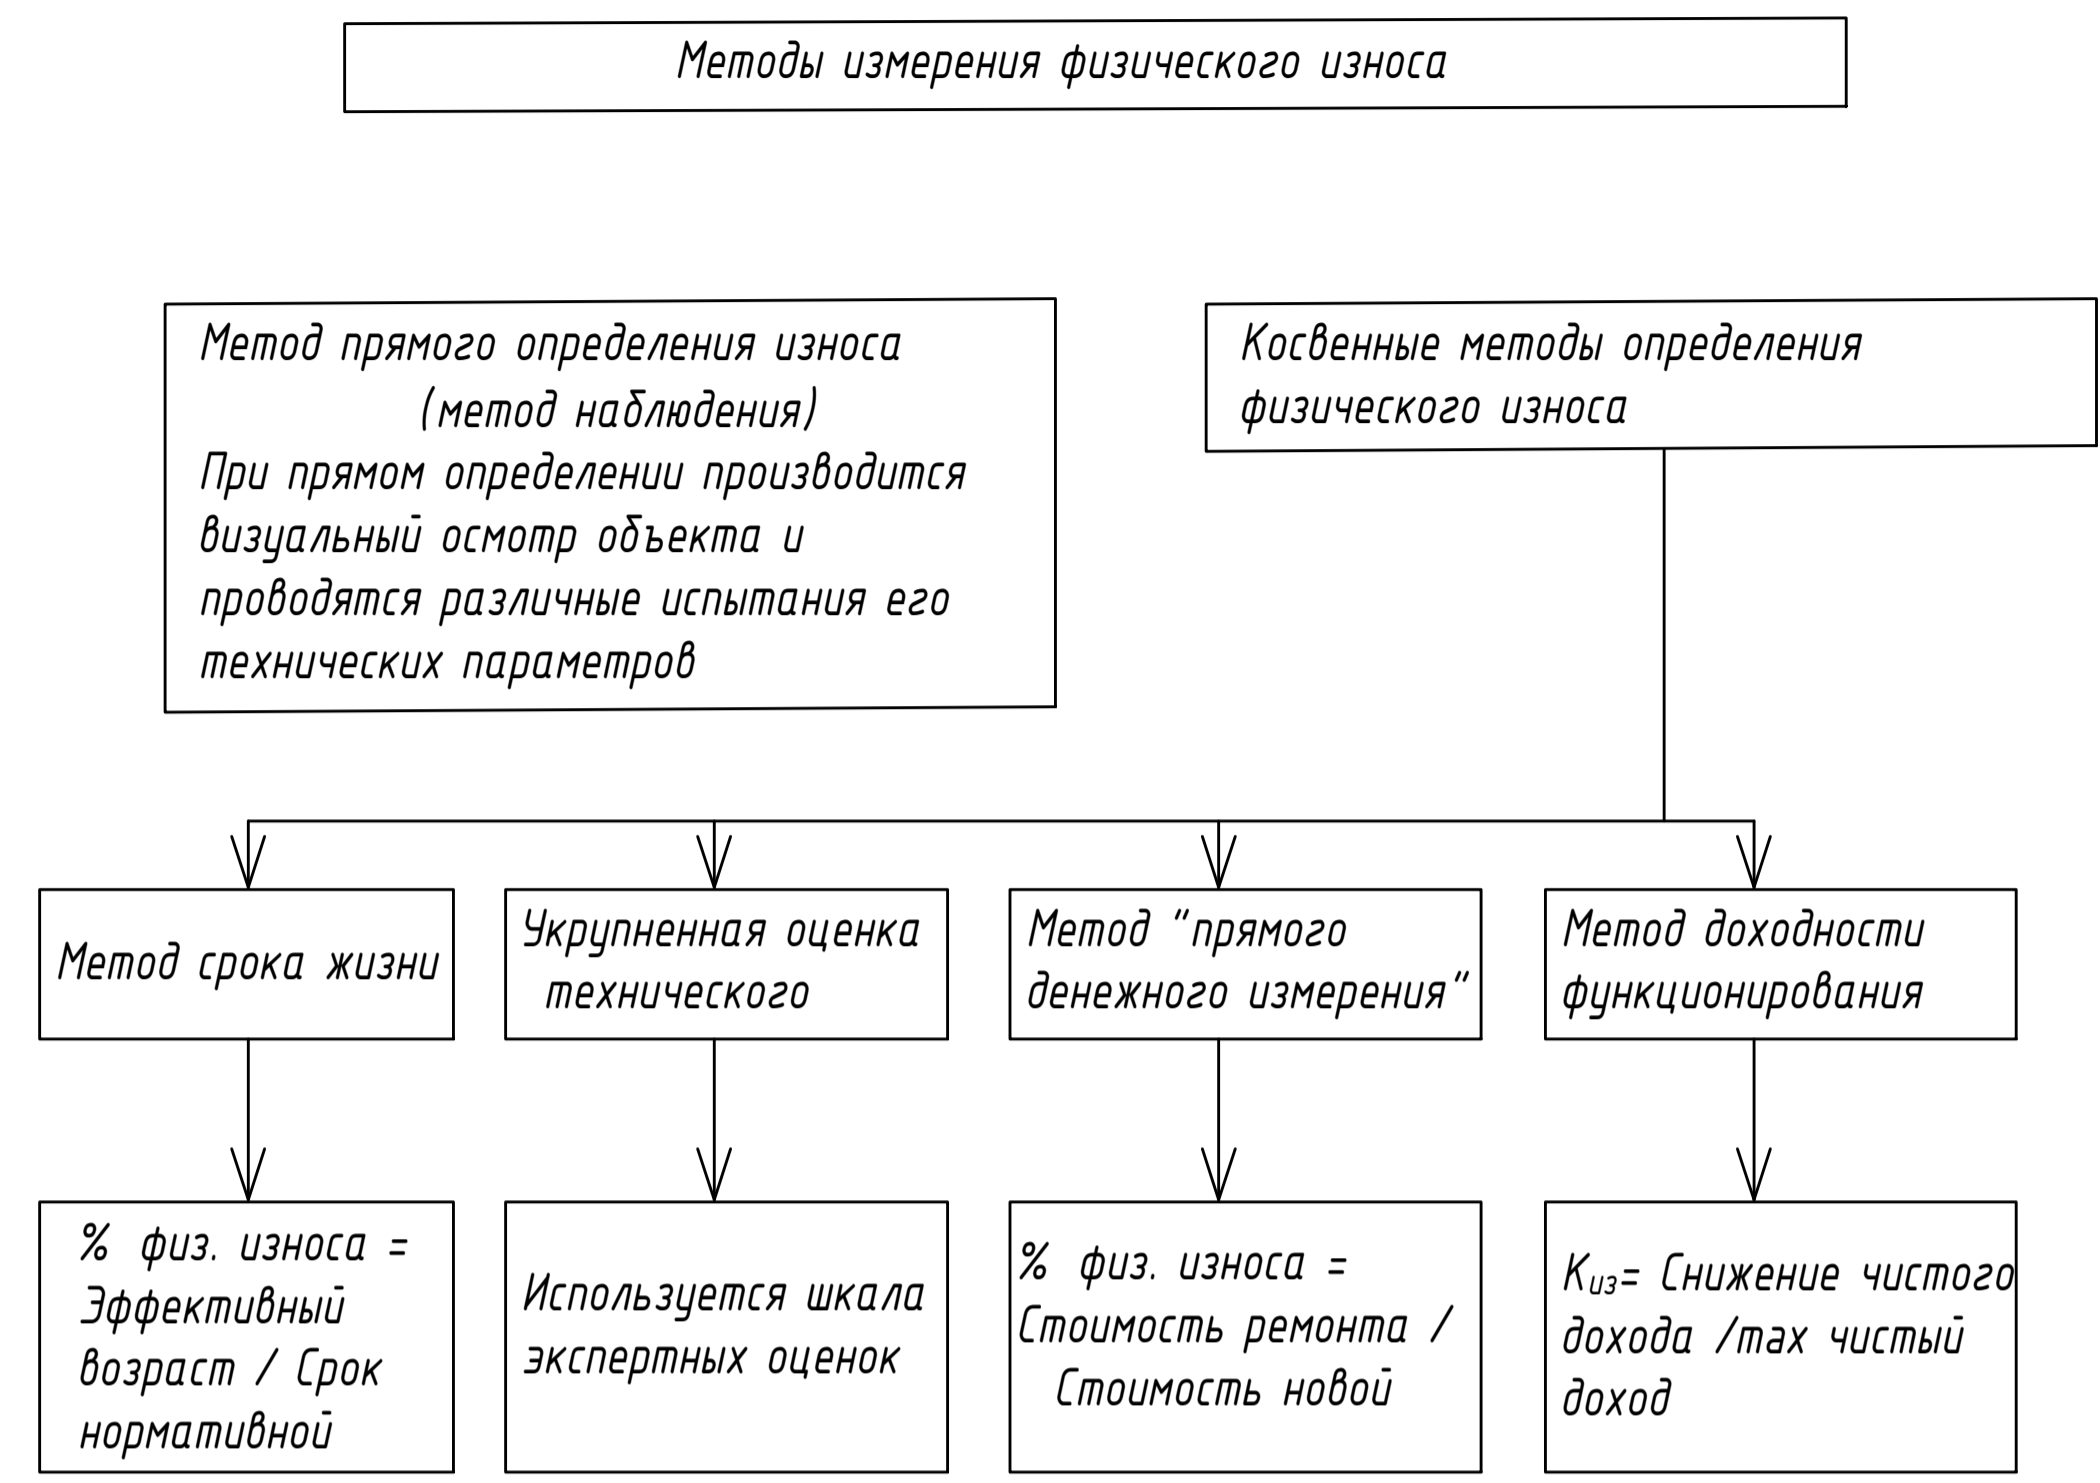 Методы измерения физического износа
Метод прямого определения износа
(метод наблюдения)
При прямом определении производится
визуальный осмотр объекта и
проводятся различные испытания его
технических параметров
Косвенные методы определения
физического износа
Метод срока жизни
Укрупненная оценка
технического
Метод "прямого
денежного измерения"
Метод доходности
функционирования
% физ. износа =
Эффективный
возраст / Срок
нормативной
Используется шкала
экспертных оценок
% физ. износа =
Стоимость ремонта /
Стоимость новой
Киз= Снижение чистого
дохода /max чистый
доход